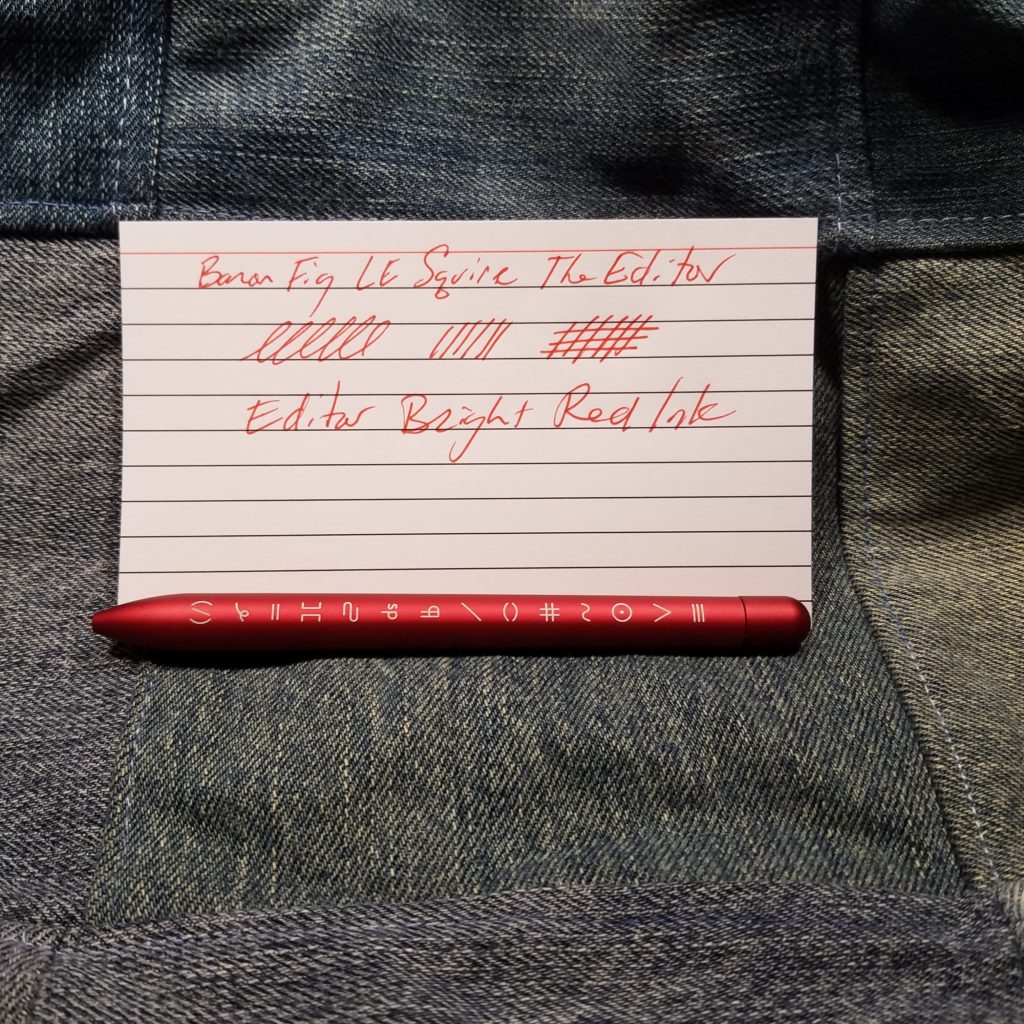 Baron Fig LE Squire The Editor
Editor Bright Red Ink